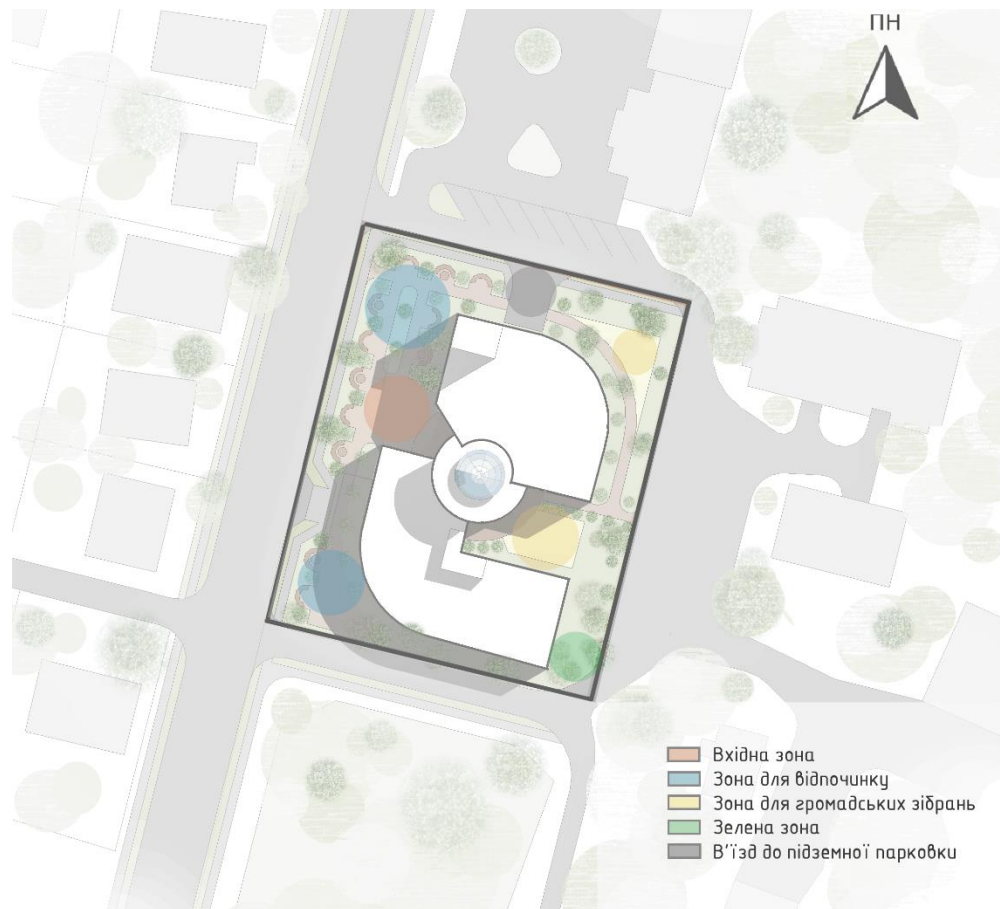 ПН
Вхідна зона
Зона для відпочинку
Зона для громадських зібрань
Зелена зона
В'їзд до підземної парковки